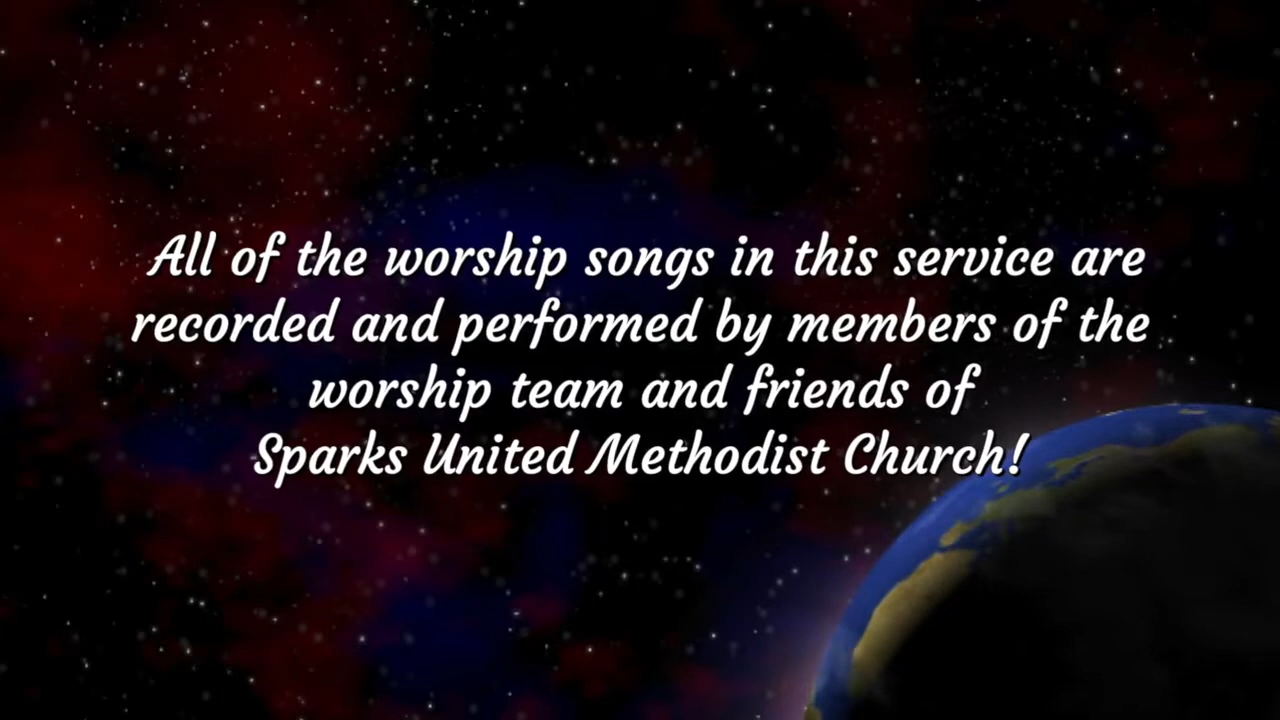 All of the worship songs in this service are
recorded and performed by members of the
worship team and friends of
Sparks United Methodist Church!